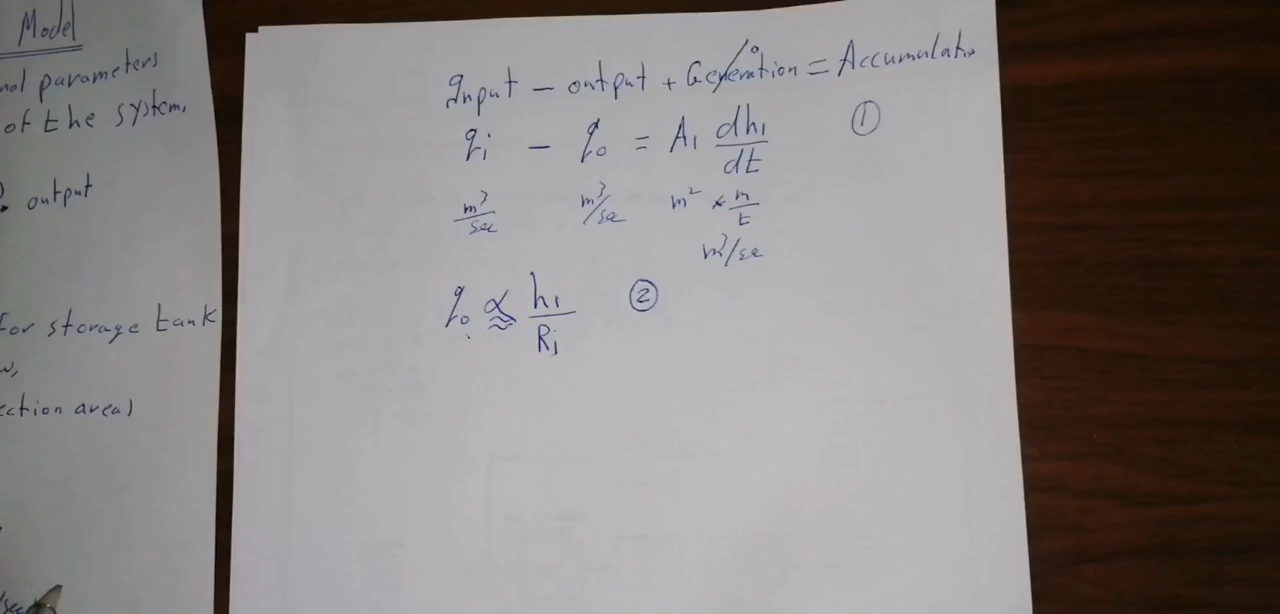 Model
nal parameters
of the system.
output
for storage tank
w,
ection area)
Input - output + Generation = Accumulation
qi - qo = A1 dh1/dt ①
m³/sec m³/sec m² × m/t
m³/sec
qo ∝ h1/R1 ②